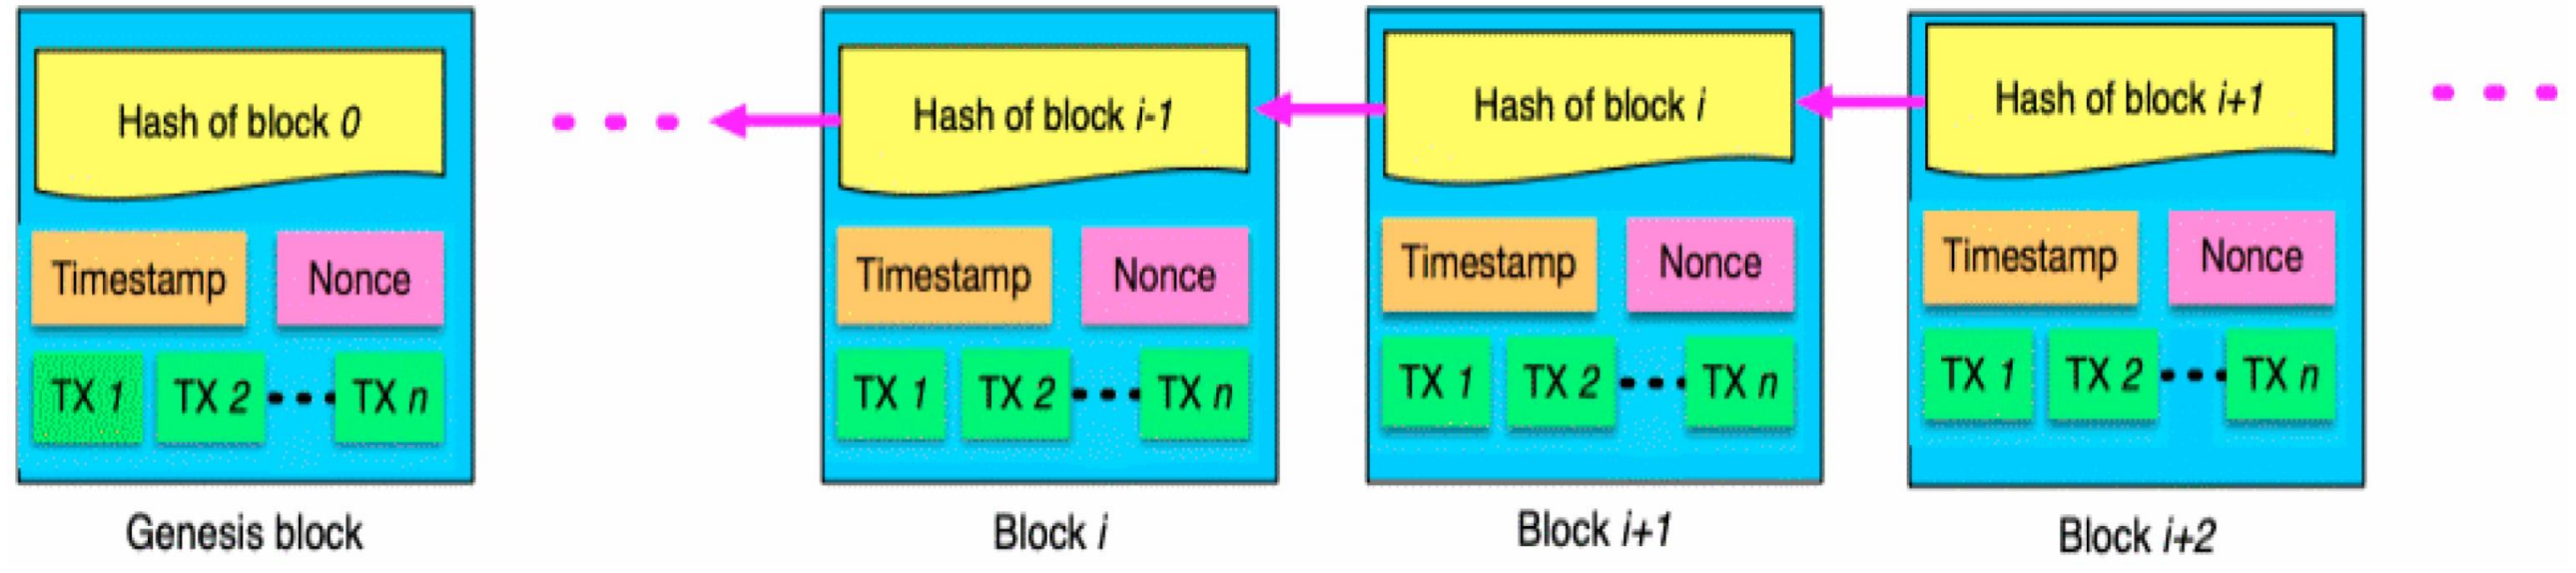 Hash of block 0
Timestamp Nonce
TX 1 TX 2 TX n
Genesis block
Hash of block i-1
Timestamp Nonce
TX 1 TX 2 TX n
Block i
Hash of block i
Timestamp Nonce
TX 1 TX 2 TX n
Block i+1
Hash of block i+1
Timestamp Nonce
TX 1 TX 2 TX n
Block i+2